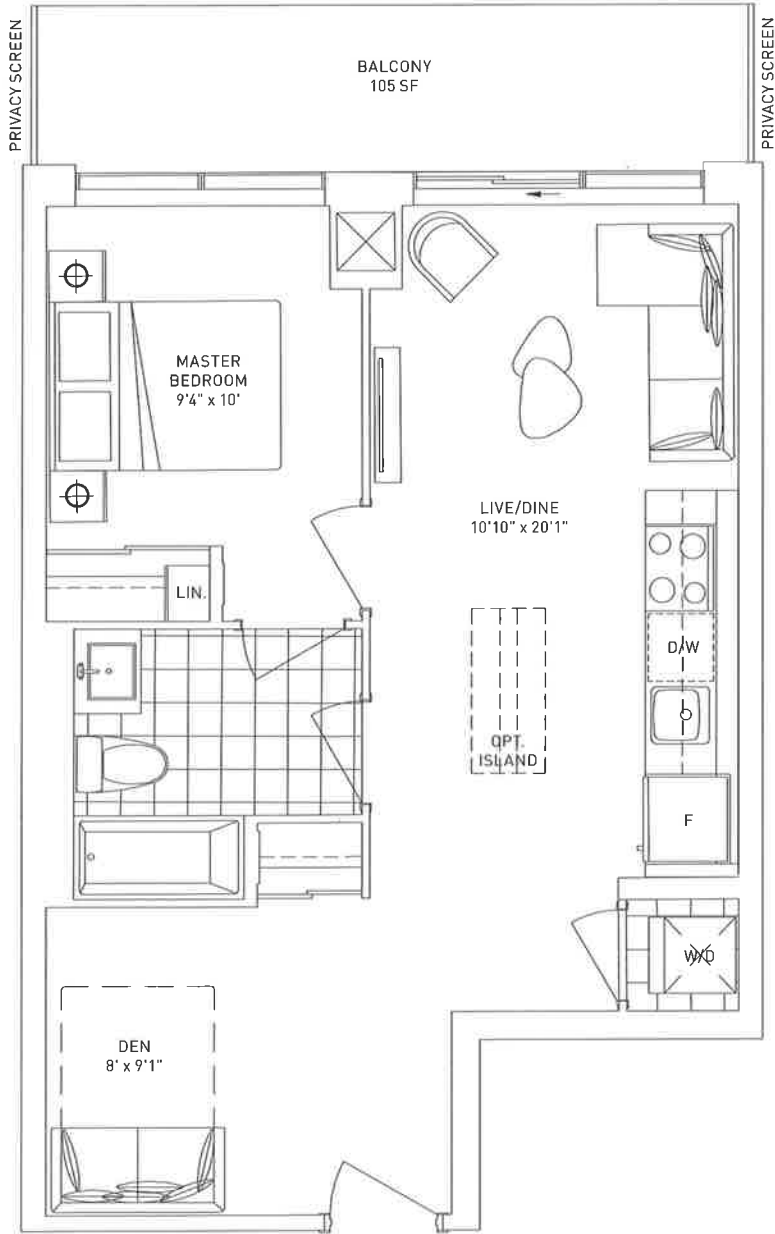 PRIVACY SCREEN
BALCONY
105 SF
PRIVACY SCREEN
MASTER
BEDROOM
9'4" x 10'
LIVE/DINE
10'10" x 20'1"
LIN.
D/W
OPT.
ISLAND
F
W/D
DEN
8' x 9'1"